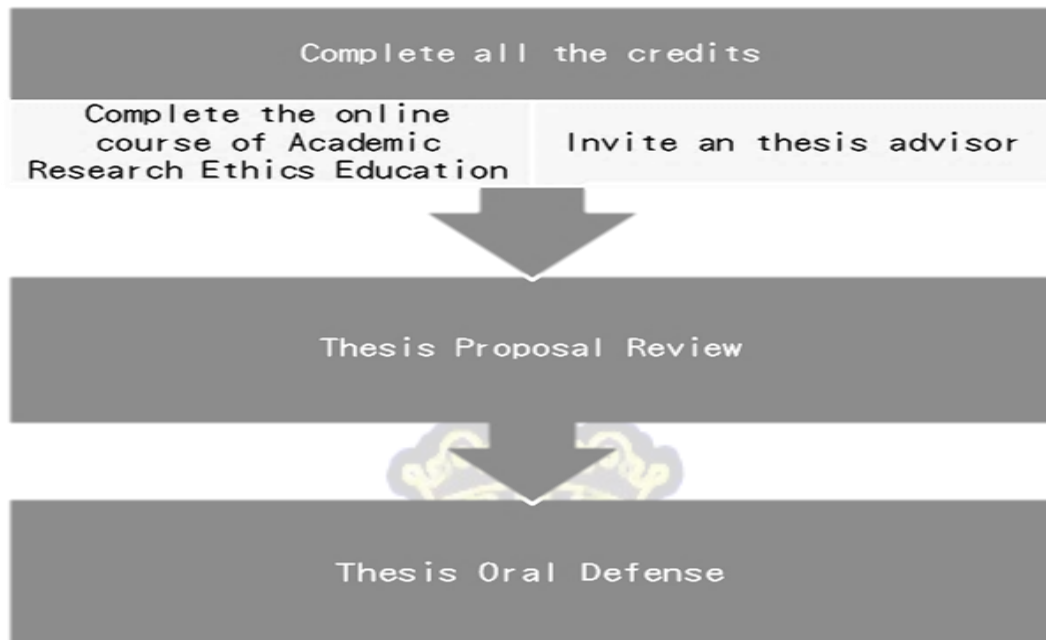 Complete all the credits
Complete the online
course of Academic
Research Ethics Education
Invite an thesis advisor
Thesis Proposal Review
Thesis Oral Defense